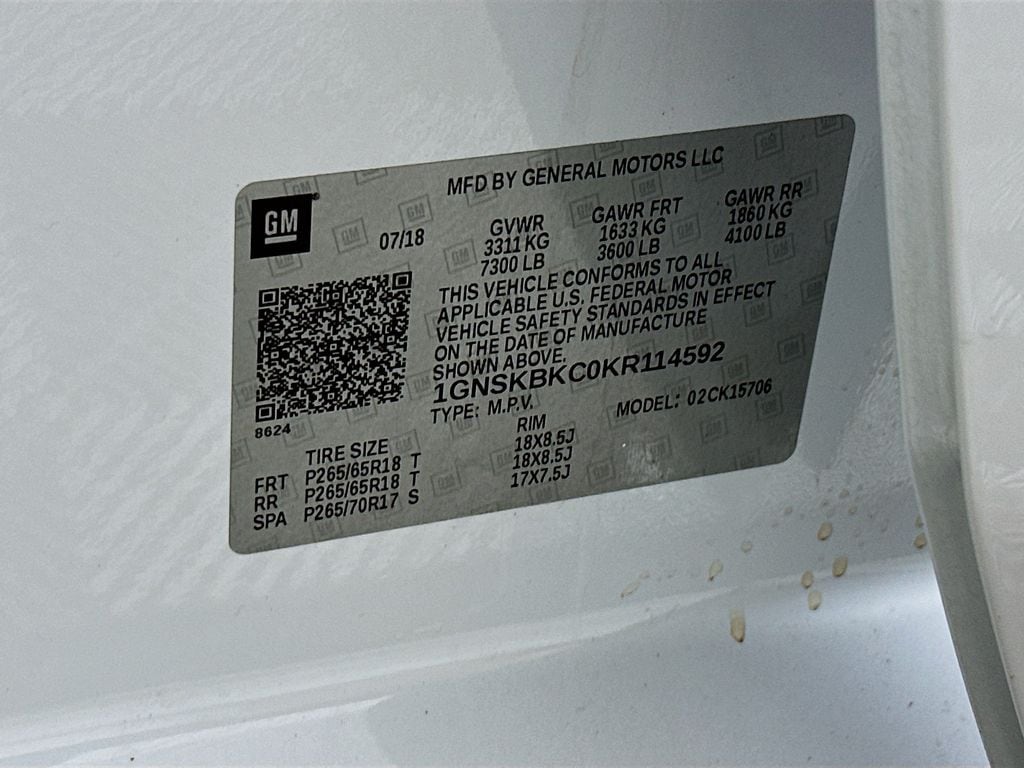 MFD BY GENERAL MOTORS LLC
GM
07/18
GVWR GAWR FRT GAWR RR
3311 KG 1633 KG 1860 KG
7300 LB 3600 LB 4100 LB
THIS VEHICLE CONFORMS TO ALL
APPLICABLE U.S. FEDERAL MOTOR
VEHICLE SAFETY STANDARDS IN EFFECT
ON THE DATE OF MANUFACTURE
SHOWN ABOVE.
1GNSKBKC0KR114592
TYPE: M.P.V. MODEL: 02CK15706
8624
TIRE SIZE RIM
FRT P265/65R18 T 18X8.5J
RR P265/65R18 T 18X8.5J
SPA P265/70R17 S 17X7.5J